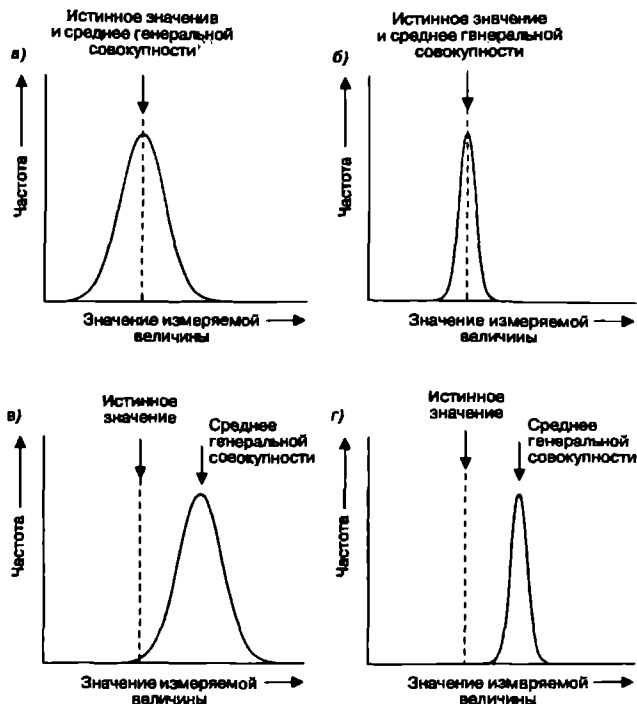 а)
Истинное значение
и среднее генеральной
совокупности
Частота
Значение измеряемой
величины
б)
Истинное значение
и среднее генеральной
совокупности
Частота
Значение измеряемой
величины
в)
Истинное
значение
Среднее
генеральной
совокупности
Частота
Значение измеряемой
величины
г)
Истинное
значение
Среднее
генеральной
совокупности
Частота
Значение измеряемой
величины